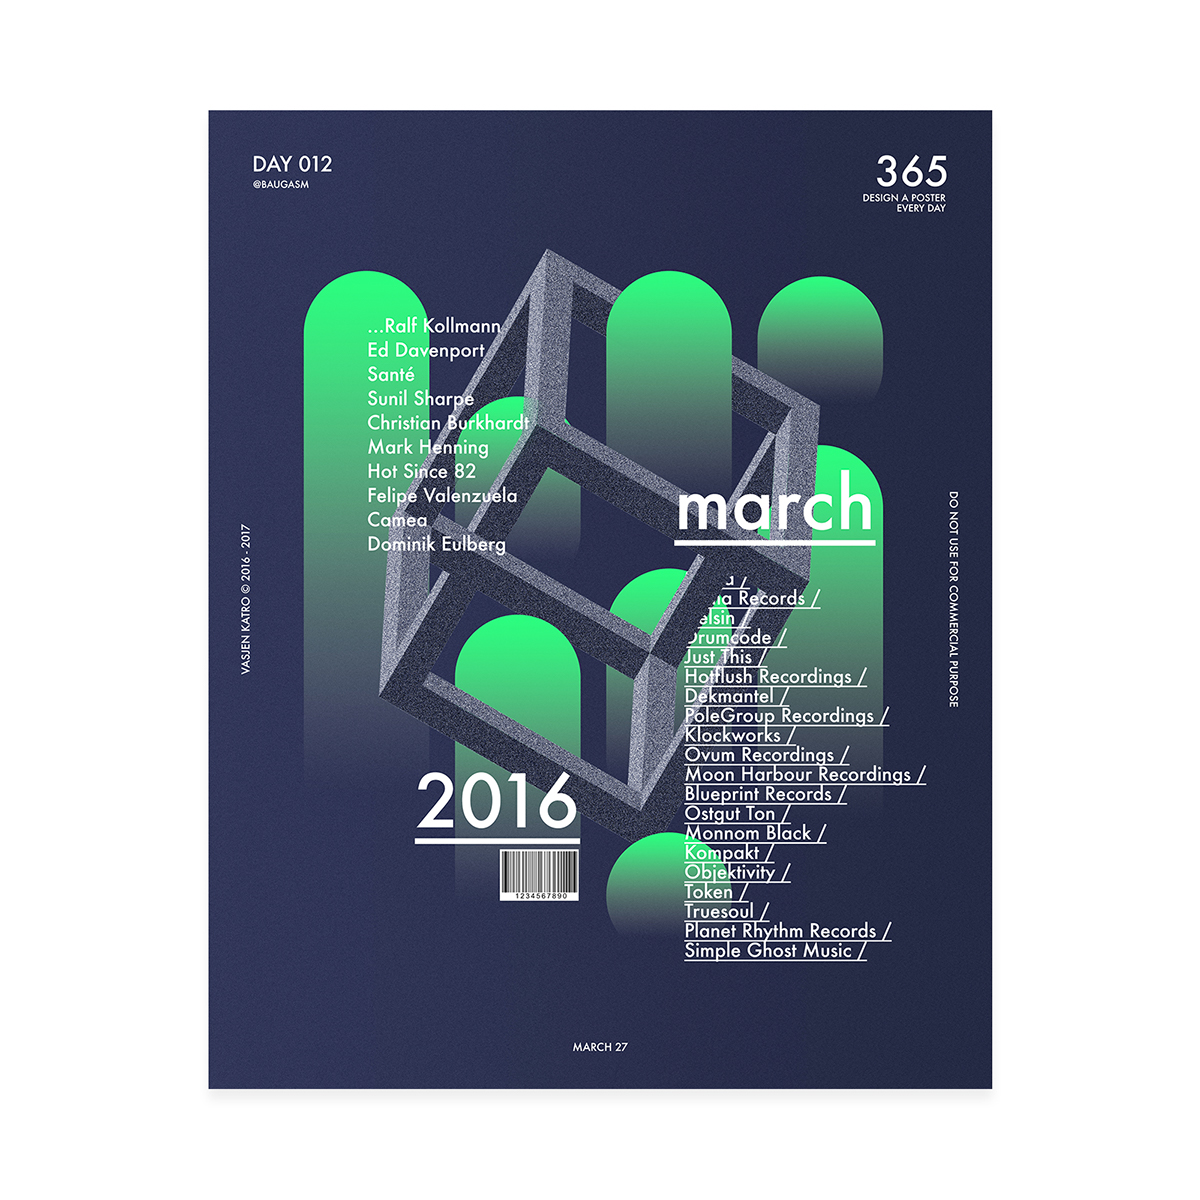 DAY 012
@BAUGASM
365
DESIGN A POSTER
EVERY DAY
...Ralf Kollmann
Ed Davenport
Santé
Sunil Sharpe
Christian Burkhardt
Mark Henning
Hot Since 82
Felipe Valenzuela
Camea
Dominik Eulberg
march
Records /
Drumcode /
Just This /
Hotflush Recordings /
Dekmantel /
PoleGroup Recordings /
Klockworks /
Ovum Recordings /
Moon Harbour Recordings /
Blueprint Records /
Ostgut Ton /
Monnom Black /
Kompakt /
Objektivity /
Token /
Truesoul /
Planet Rhythm Records /
Simple Ghost Music /
2016
1234567890
VASJEN KATRO © 2016 - 2017
DO NOT USE FOR COMMERCIAL PURPOSE
MARCH 27